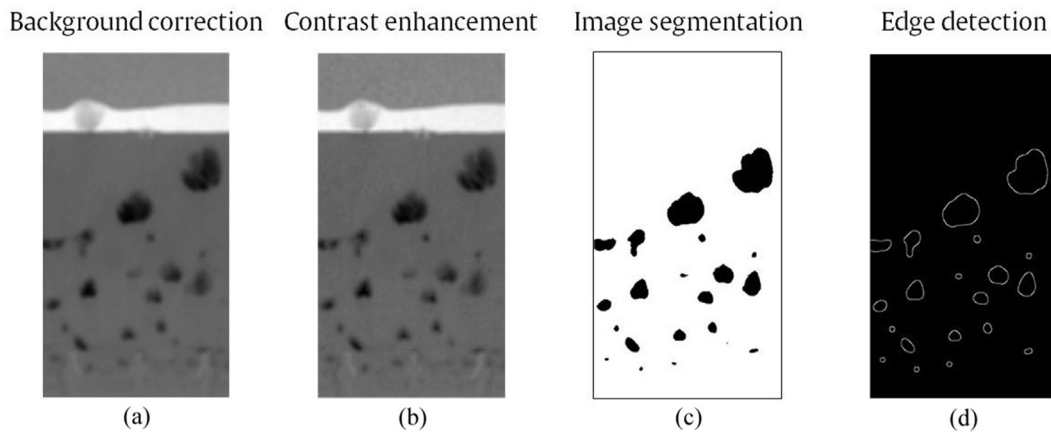 Background correction
Contrast enhancement
Image segmentation
Edge detection
(a)
(b)
(c)
(d)